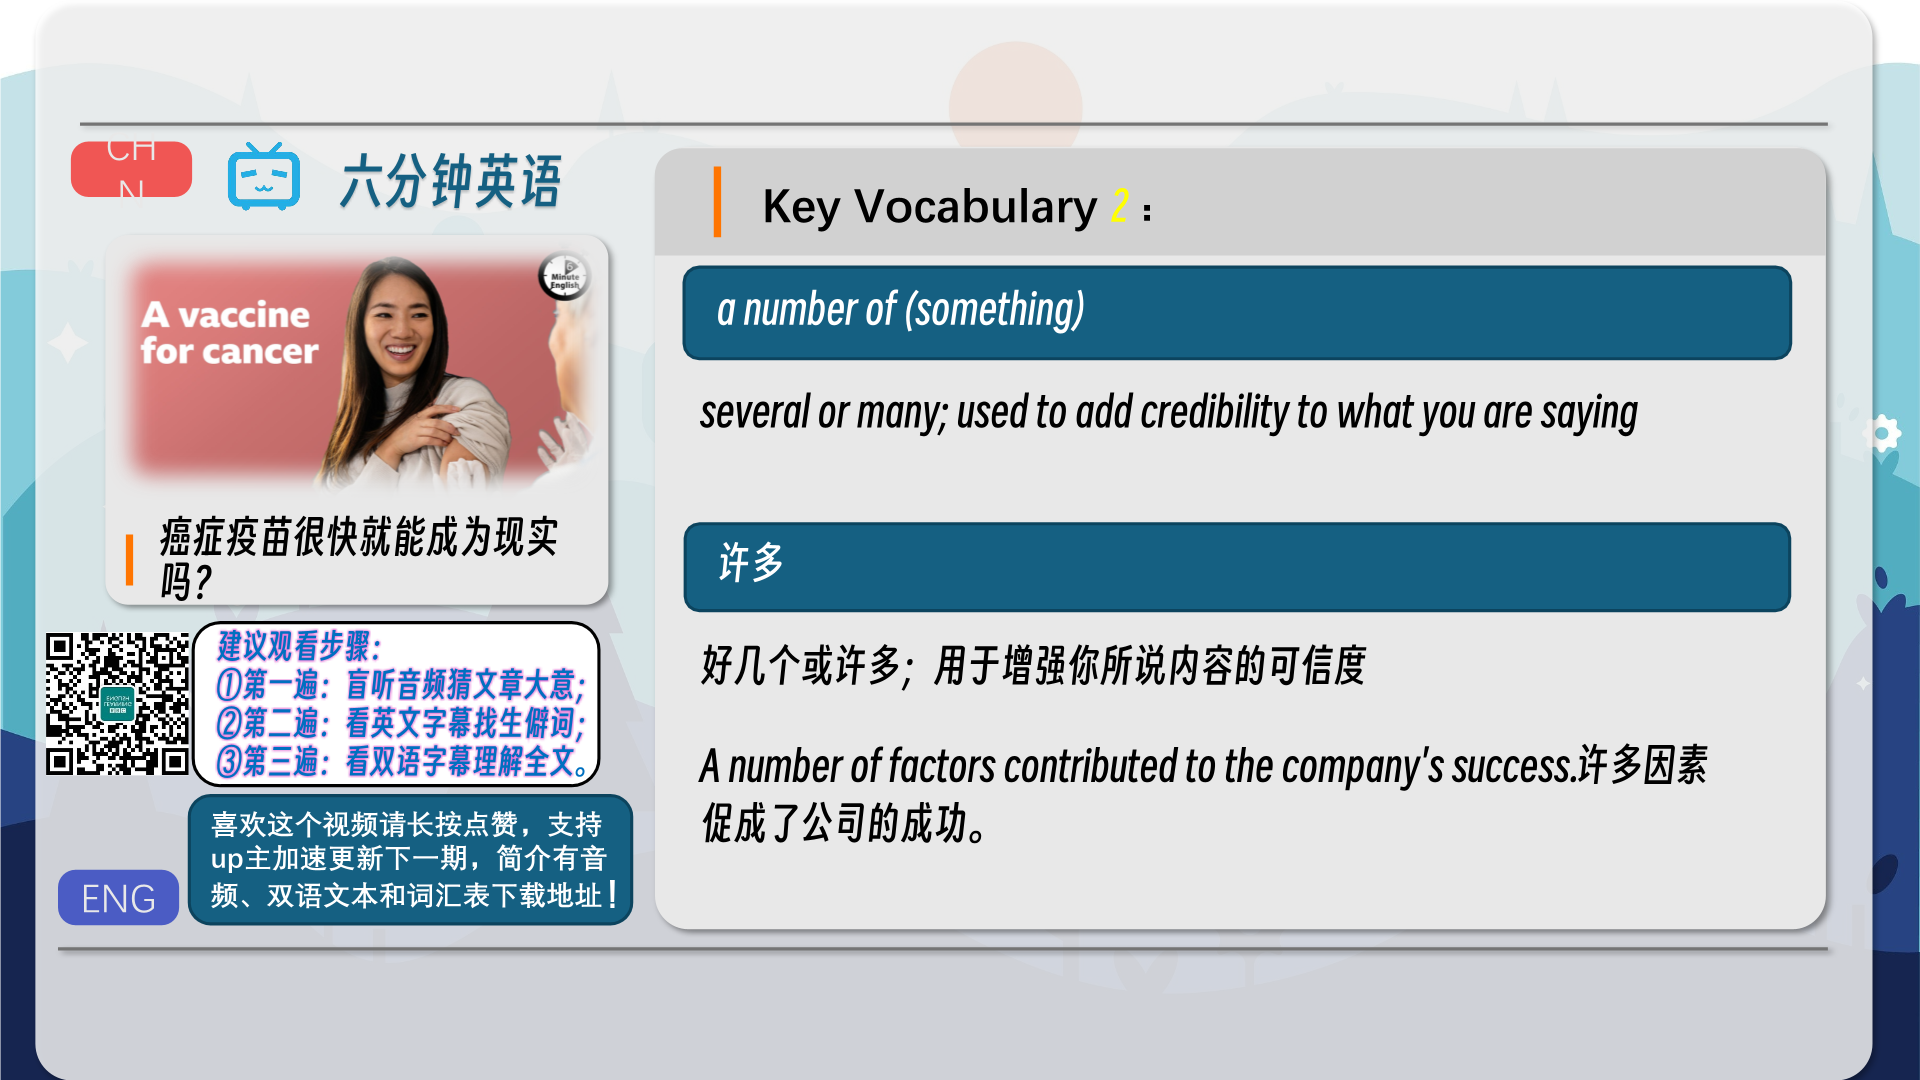 CH
N
六分钟英语
A vaccine
for cancer
6
Minute
English
癌症疫苗很快就能成为现实
吗？
建议观看步骤：
①第一遍：盲听音频猜文章大意；
②第二遍：看英文字幕找生僻词；
③第三遍：看双语字幕理解全文。
喜欢这个视频请长按点赞，支持
up主加速更新下一期，简介有音
频、双语文本和词汇表下载地址！
ENG
Key Vocabulary 2：
a number of (something)
several or many; used to add credibility to what you are saying
许多
好几个或许多；用于增强你所说内容的可信度
A number of factors contributed to the company's success.许多因素
促成了公司的成功。